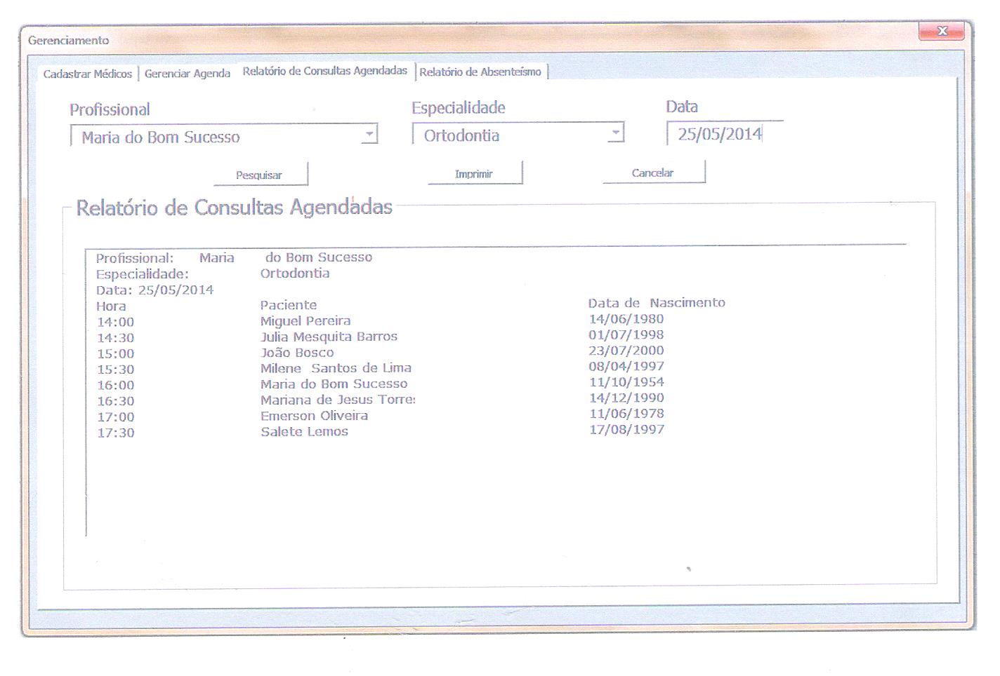 Gerenciamento
X
Cadastrar Médicos Gerenciar Agenda Relatório de Consultas Agendadas Relatório de Absenteísmo
Profissional Especialidade Data
Maria do Bom Sucesso Ortodontia 25/05/2014
Pesquisar Imprimir Cancelar
Relatório de Consultas Agendadas
Profissional: Maria do Bom Sucesso
Especialidade: Ortodontia
Data: 25/05/2014
Hora Paciente Data de Nascimento
14:00 Miguel Pereira 14/06/1980
14:30 Julia Mesquita Barros 01/07/1998
15:00 João Bosco 23/07/2000
15:30 Milene Santos de Lima 08/04/1997
16:00 Maria do Bom Sucesso 11/10/1954
16:30 Mariana de Jesus Torre: 14/12/1990
17:00 Emerson Oliveira 11/06/1978
17:30 Salete Lemos 17/08/1997